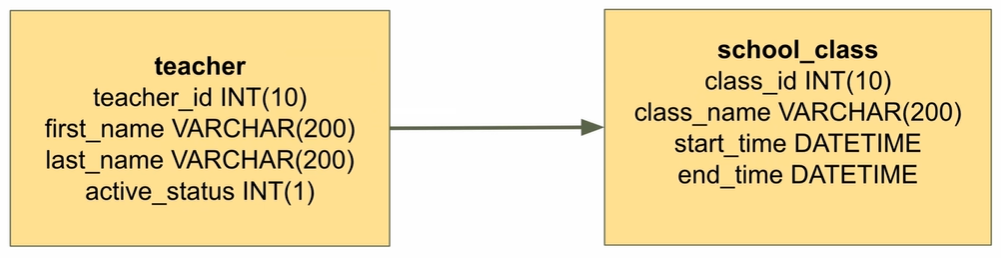 teacher
teacher_id INT(10)
first_name VARCHAR(200)
last_name VARCHAR(200)
active_status INT(1)
school_class
class_id INT(10)
class_name VARCHAR(200)
start_time DATETIME
end_time DATETIME